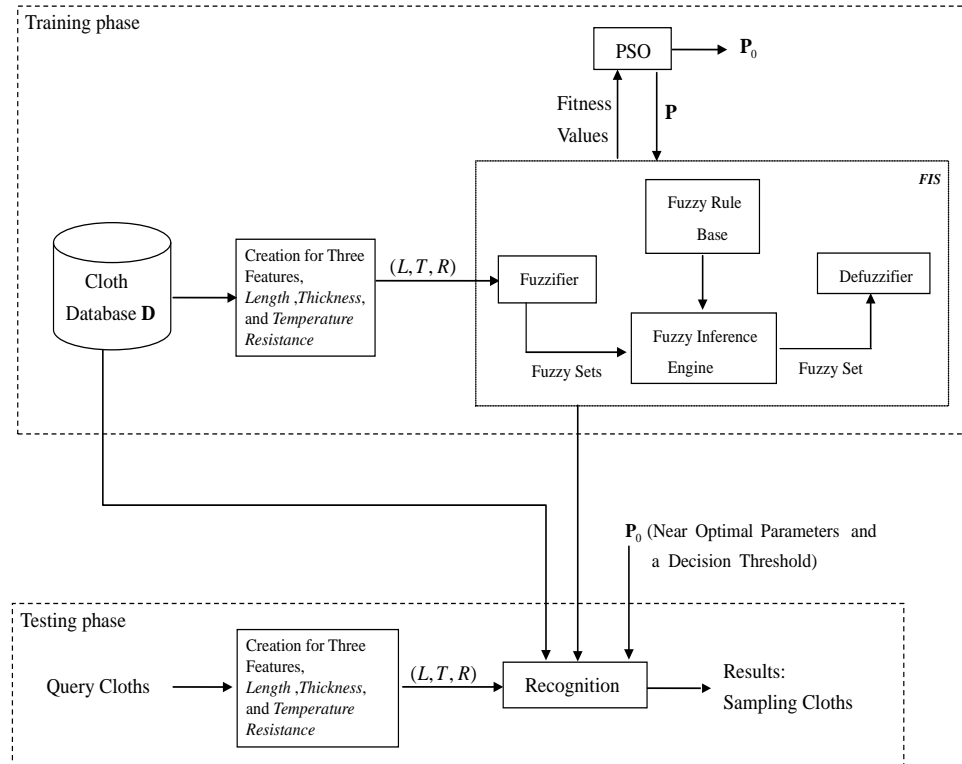 Training phase
PSO
P₀
Fitness
Values
P
FIS
Fuzzy Rule
Base
Cloth
Database D
Creation for Three
Features,
Length ,Thickness,
and Temperature
Resistance
(L, T, R)
Fuzzifier
Defuzzifier
Fuzzy Inference
Engine
Fuzzy Sets
Fuzzy Set
P₀ (Near Optimal Parameters and
a Decision Threshold)
Testing phase
Query Cloths
Creation for Three
Features,
Length ,Thickness,
and Temperature
Resistance
(L, T, R)
Recognition
Results:
Sampling Cloths